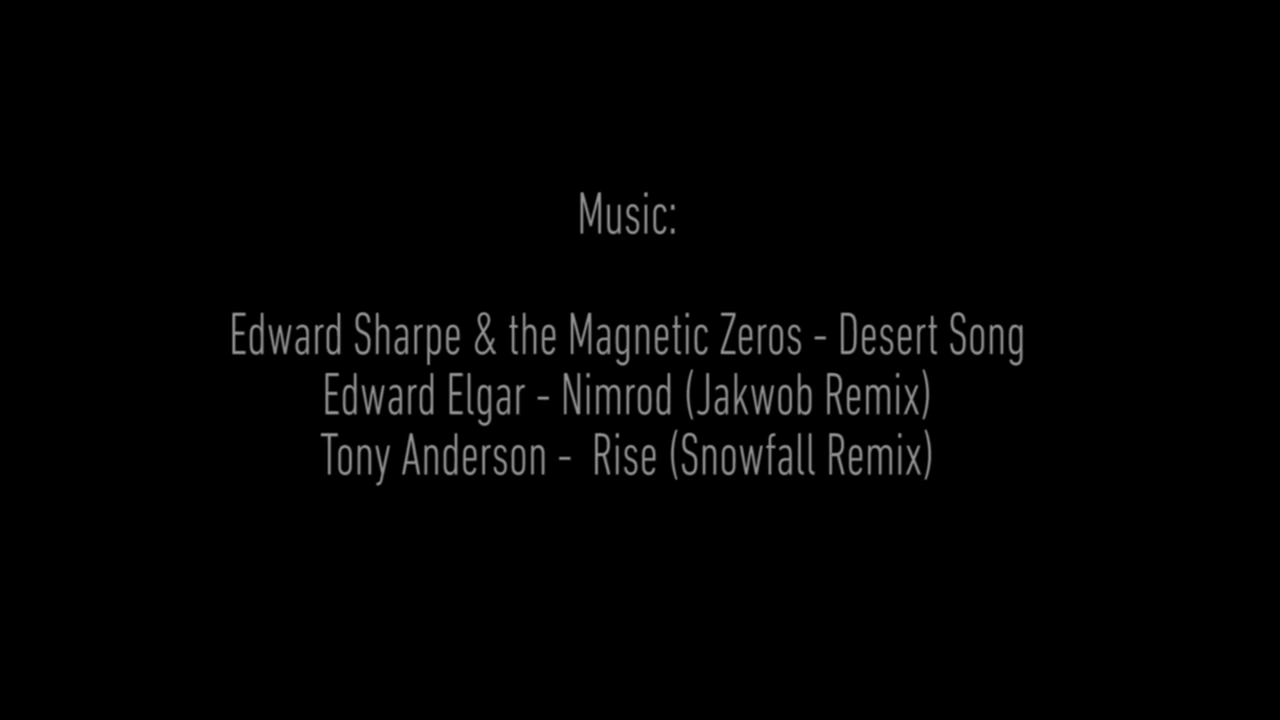 Music:
Edward Sharpe & the Magnetic Zeros - Desert Song
Edward Elgar - Nimrod (Jakwob Remix)
Tony Anderson -  Rise (Snowfall Remix)